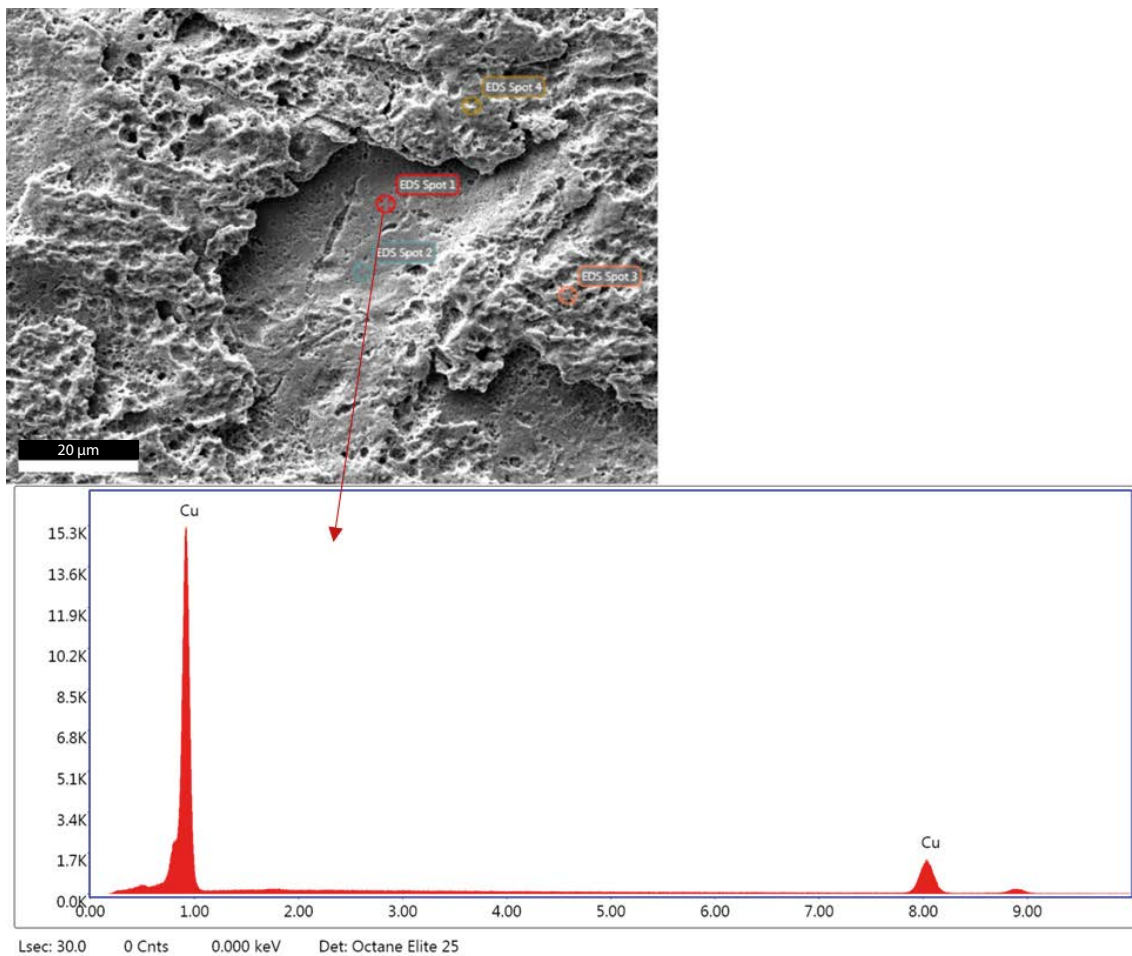 EDS Spot 4
EDS Spot 1
EDS Spot 2
EDS Spot 3
20 µm
Cu
15.3K
13.6K
11.9K
10.2K
8.5K
6.8K
5.1K
3.4K
1.7K
0.0K
Cu
0.00 1.00 2.00 3.00 4.00 5.00 6.00 7.00 8.00 9.00
Lsec: 30.0 0 Cnts 0.000 keV Det: Octane Elite 25